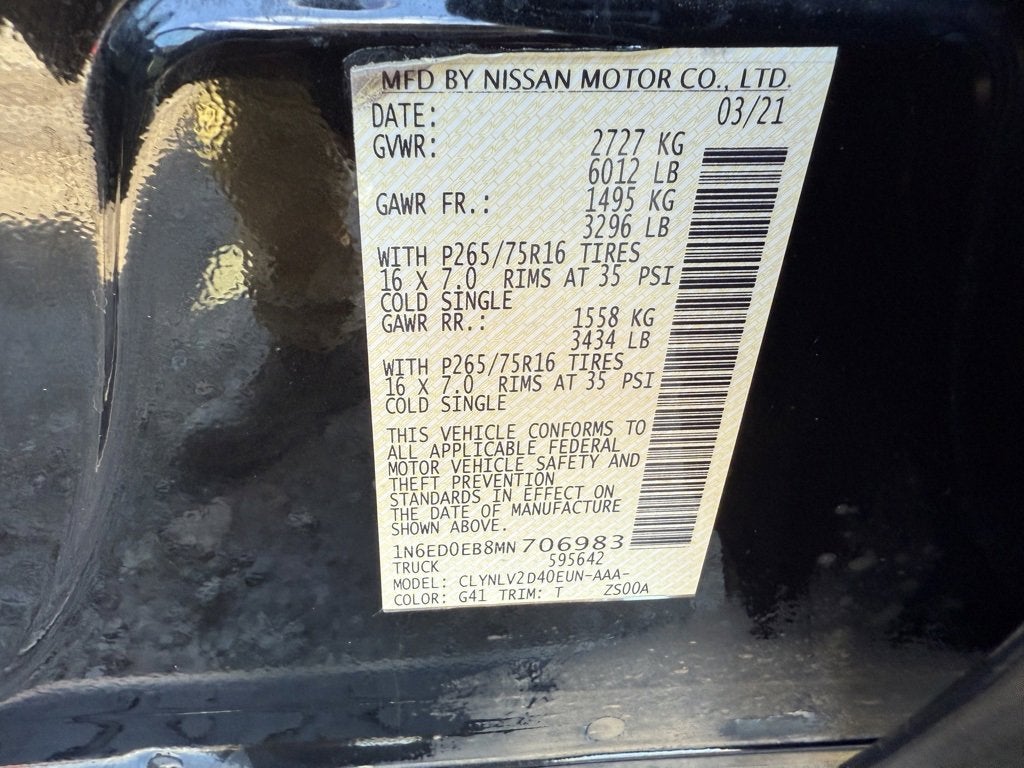 MFD BY NISSAN MOTOR CO., LTD.
DATE: 03/21
GVWR: 2727 KG
6012 LB
GAWR FR.: 1495 KG
3296 LB
WITH P265/75R16 TIRES
16 X 7.0 RIMS AT 35 PSI
COLD SINGLE
GAWR RR.: 1558 KG
3434 LB
WITH P265/75R16 TIRES
16 X 7.0 RIMS AT 35 PSI
COLD SINGLE
THIS VEHICLE CONFORMS TO
ALL APPLICABLE FEDERAL
MOTOR VEHICLE SAFETY AND
THEFT PREVENTION
STANDARDS IN EFFECT ON
THE DATE OF MANUFACTURE
SHOWN ABOVE.
1N6ED0EB8MN706983
TRUCK 595642
MODEL: CLYNLV2D40EUN-AAA-
COLOR: G41 TRIM: T ZS00A